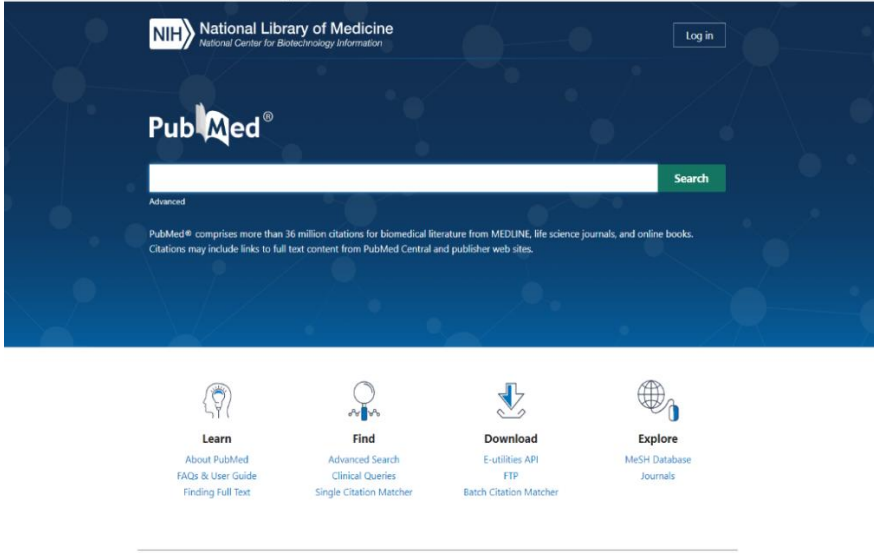 NIH National Library of Medicine
National Center for Biotechnology Information
Log in
PubMed®
Search
Advanced
PubMed® comprises more than 36 million citations for biomedical literature from MEDLINE, life science journals, and online books.
Citations may include links to full text content from PubMed Central and publisher web sites.
Learn
About PubMed
FAQs & User Guide
Finding Full Text
Find
Advanced Search
Clinical Queries
Single Citation Matcher
Download
E-utilities API
FTP
Batch Citation Matcher
Explore
MeSH Database
Journals